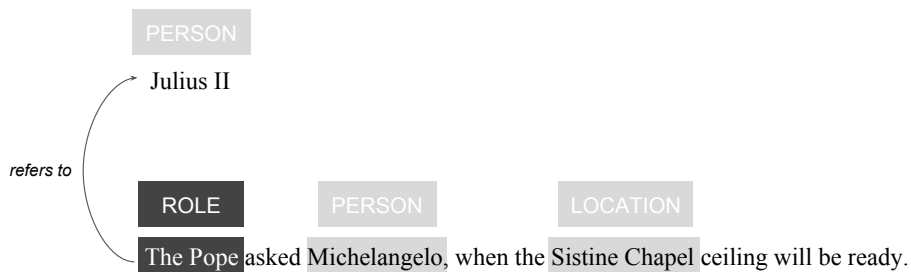 PERSON
Julius II
refers to
ROLE PERSON LOCATION
The Pope asked Michelangelo, when the Sistine Chapel ceiling will be ready.